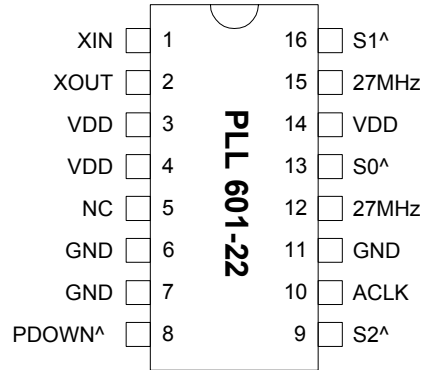 XIN 1 16 S1^
XOUT 2 15 27MHz
VDD 3 14 VDD
VDD 4 13 S0^
NC 5 12 27MHz
GND 6 11 GND
GND 7 10 ACLK
PDOWN^ 8 9 S2^
PLL 601-22